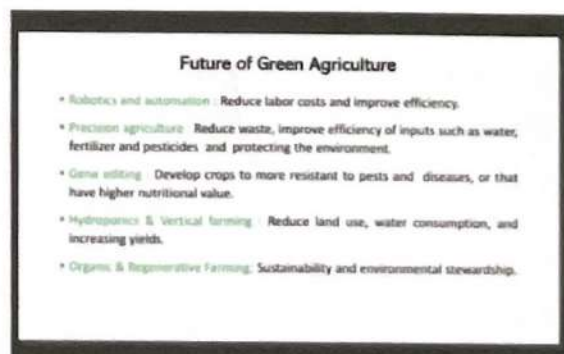 Future of Green Agriculture
• Robotics and automation : Reduce labor costs and improve efficiency.
• Precision agriculture : Reduce waste, improve efficiency of inputs such as water,
fertilizer and pesticides and protecting the environment.
• Gene editing : Develop crops to more resistant to pests and diseases, or that
have higher nutritional value.
• Hydroponics & Vertical farming : Reduce land use, water consumption, and
increasing yields.
• Organic & Regenerative Farming: Sustainability and environmental stewardship.